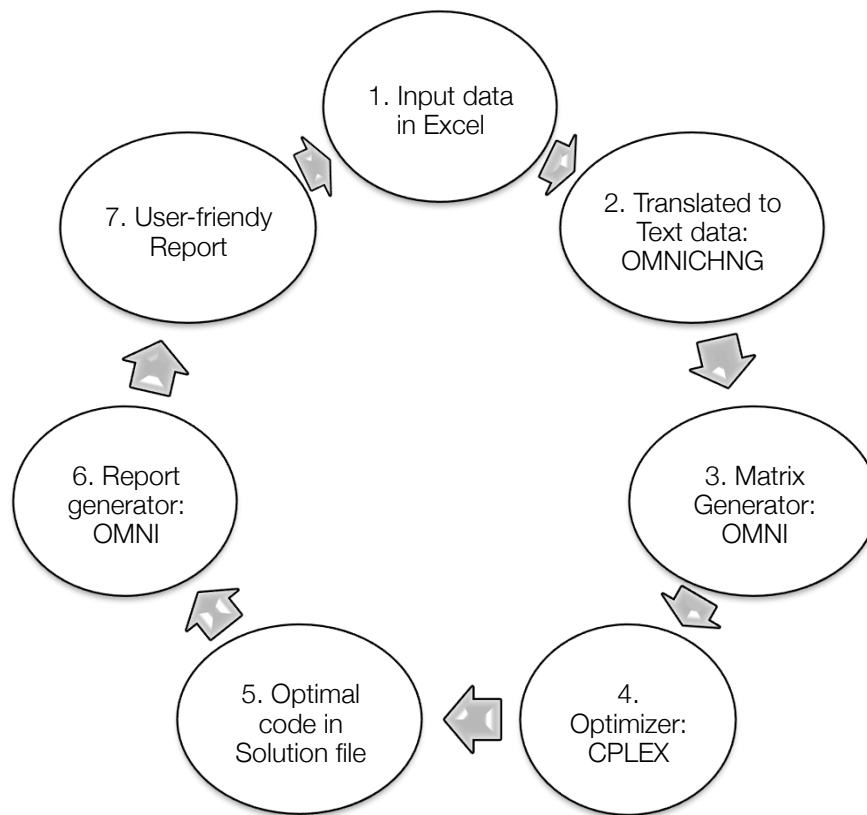 1. Input data
in Excel
2. Translated to
Text data:
OMNICHNG
3. Matrix
Generator:
OMNI
4.
Optimizer:
CPLEX
5. Optimal
code in
Solution file
6. Report
generator:
OMNI
7. User-friendy
Report